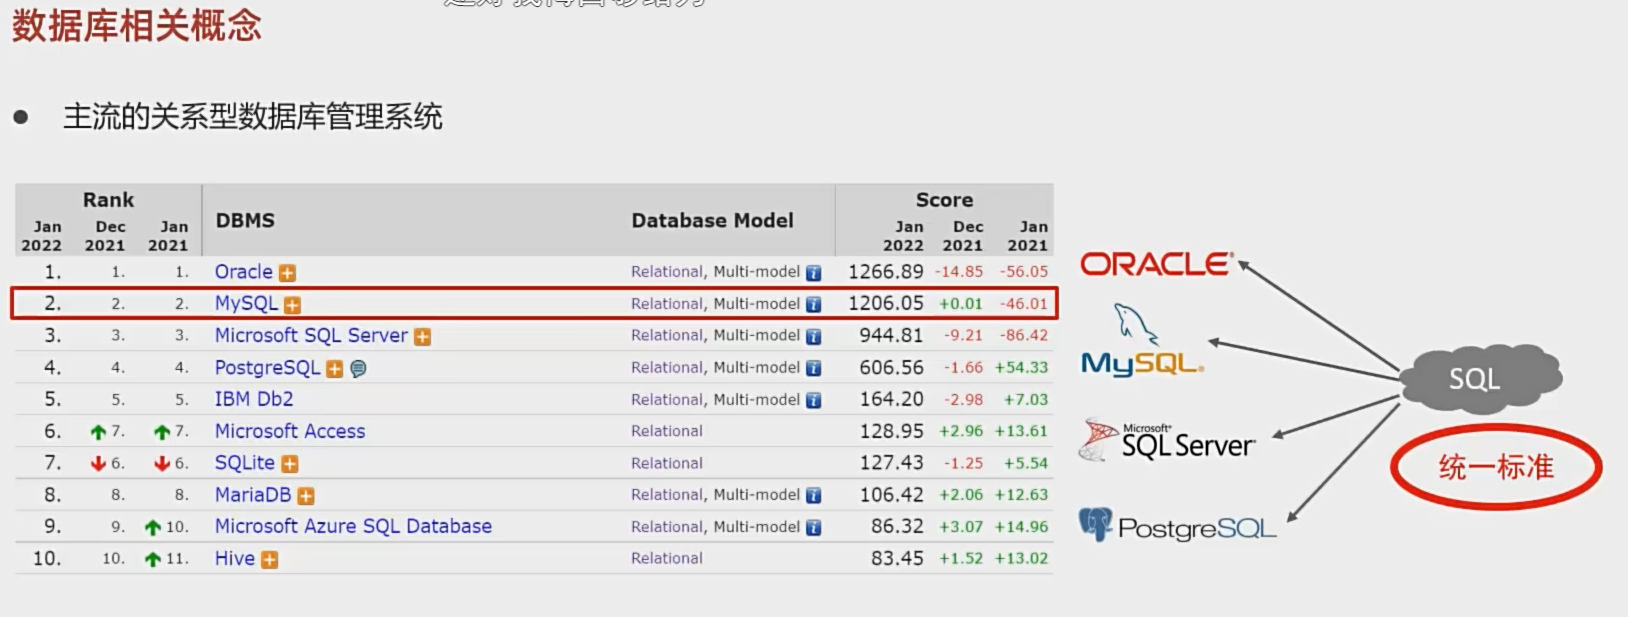 数据库相关概念
● 主流的关系型数据库管理系统
Rank Score
DBMS Database Model
Jan Dec Jan Jan Dec Jan
2022 2021 2021 2022 2021 2021
1. 1. 1. Oracle Relational, Multi-model 1266.89 -14.85 -56.05
2. 2. 2. MySQL Relational, Multi-model 1206.05 +0.01 -46.01
3. 3. 3. Microsoft SQL Server Relational, Multi-model 944.81 -9.21 -86.42
4. 4. 4. PostgreSQL Relational, Multi-model 606.56 -1.66 +54.33
5. 5. 5. IBM Db2 Relational, Multi-model 164.20 -2.98 +7.03
6. 7. 7. Microsoft Access Relational 128.95 +2.96 +13.61
7. 6. 6. SQLite Relational 127.43 -1.25 +5.54
8. 8. 8. MariaDB Relational, Multi-model 106.42 +2.06 +12.63
9. 9. 10. Microsoft Azure SQL Database Relational, Multi-model 86.32 +3.07 +14.96
10. 10. 11. Hive Relational 83.45 +1.52 +13.02
ORACLE
MySQL
Microsoft
SQL Server
PostgreSQL
SQL
统一标准